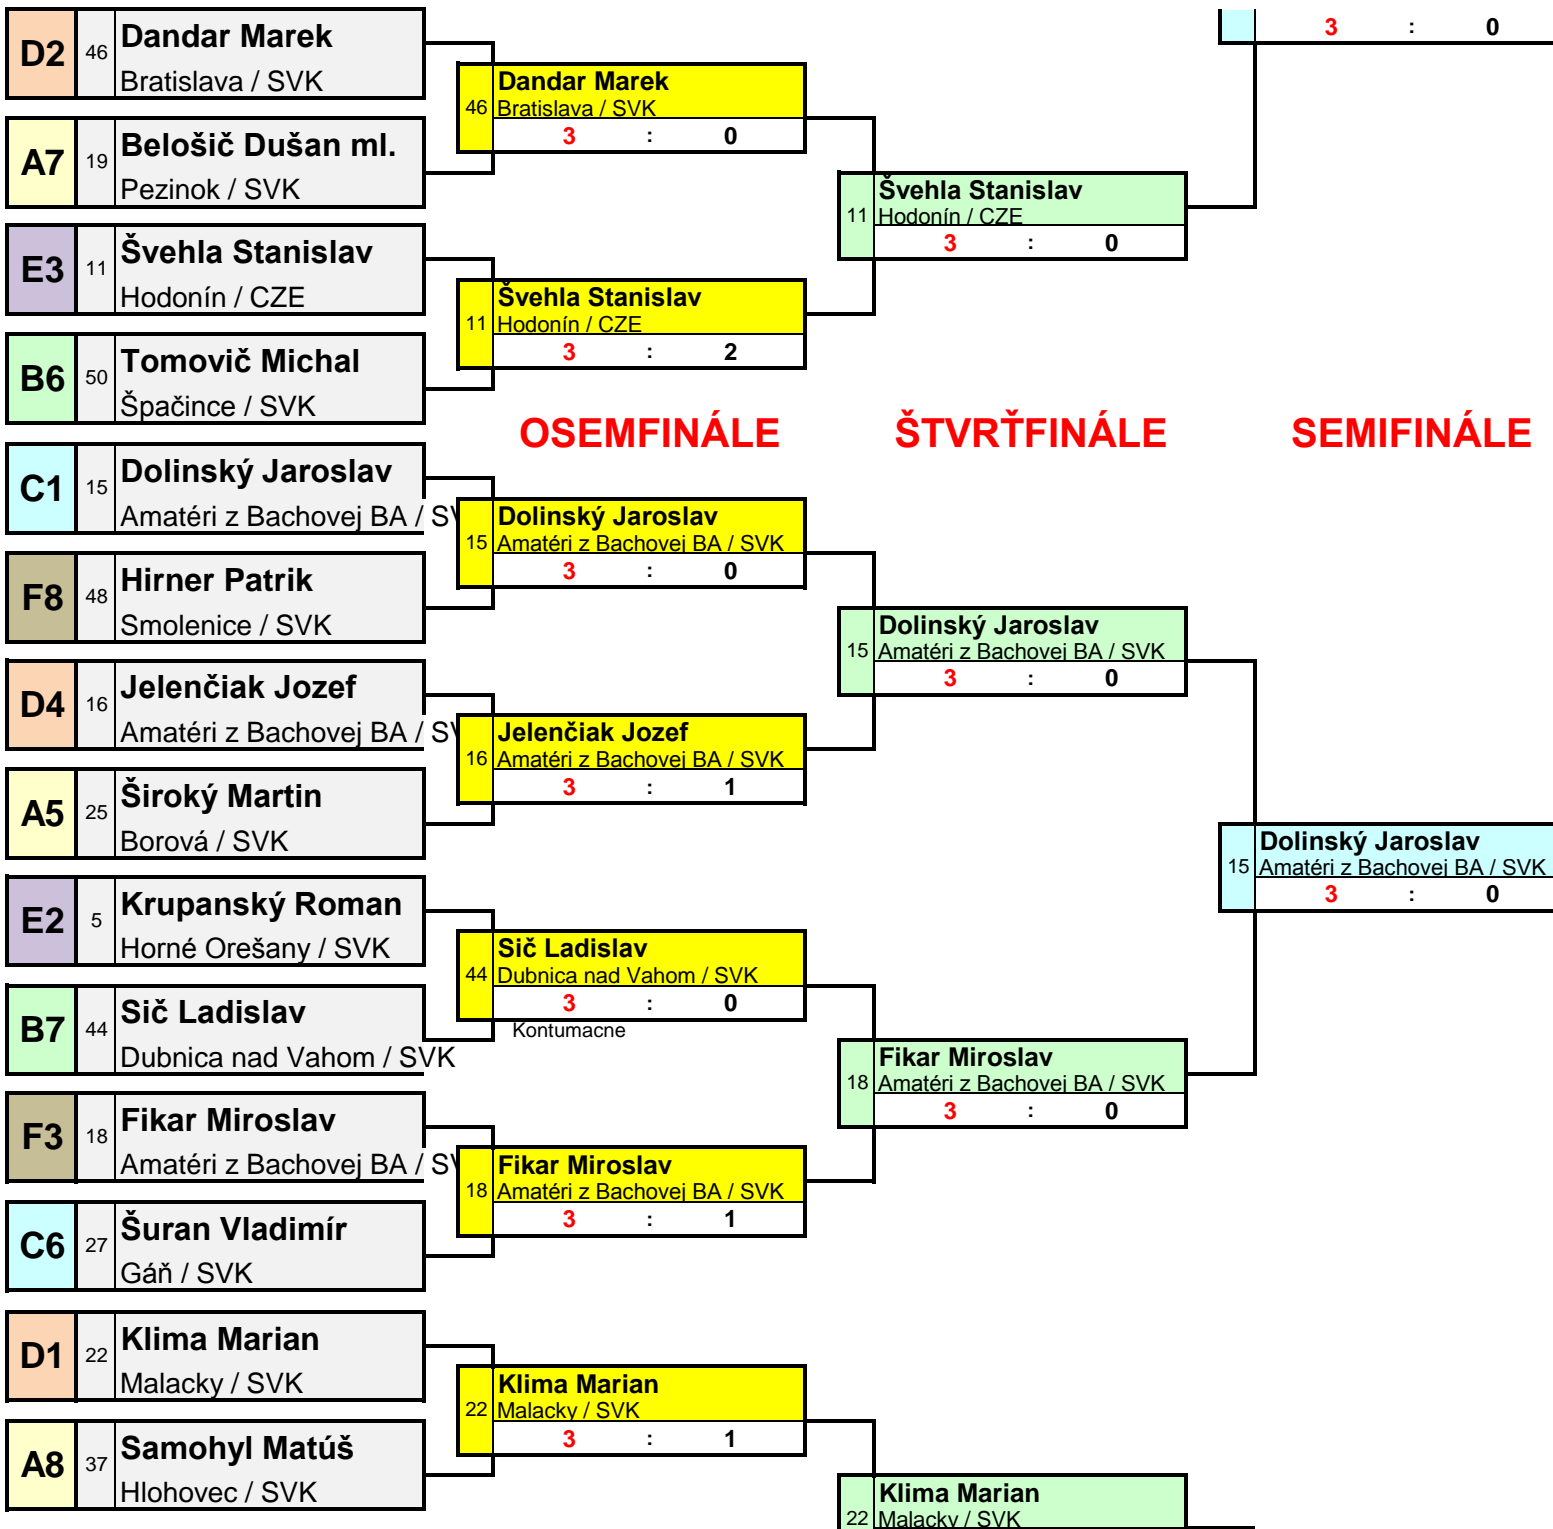 D2 46 Dandar Marek
Bratislava / SVK
A7 19 Belošič Dušan ml.
Pezinok / SVK
E3 11 Švehla Stanislav
Hodonín / CZE
B6 50 Tomovič Michal
Špačince / SVK
C1 15 Dolinský Jaroslav
Amatéri z Bachovej BA / SV
F8 48 Hirner Patrik
Smolenice / SVK
D4 16 Jelenčiak Jozef
Amatéri z Bachovej BA / SV
A5 25 Široký Martin
Borová / SVK
E2 5 Krupanský Roman
Horné Orešany / SVK
B7 44 Sič Ladislav
Dubnica nad Vahom / SVK
F3 18 Fikar Miroslav
Amatéri z Bachovej BA / SV
C6 27 Šuran Vladimír
Gáň / SVK
D1 22 Klima Marian
Malacky / SVK
A8 37 Samohyl Matúš
Hlohovec / SVK
OSEMFINÁLE
46 Dandar Marek
Bratislava / SVK
3 : 0
11 Švehla Stanislav
Hodonín / CZE
3 : 2
15 Dolinský Jaroslav
Amatéri z Bachovej BA / SVK
3 : 0
16 Jelenčiak Jozef
Amatéri z Bachovej BA / SVK
3 : 1
44 Sič Ladislav
Dubnica nad Vahom / SVK
3 : 0
Kontumacne
18 Fikar Miroslav
Amatéri z Bachovej BA / SVK
3 : 1
22 Klima Marian
Malacky / SVK
3 : 1
ŠTVRŤFINÁLE
11 Švehla Stanislav
Hodonín / CZE
3 : 0
15 Dolinský Jaroslav
Amatéri z Bachovej BA / SVK
3 : 0
18 Fikar Miroslav
Amatéri z Bachovej BA / SVK
3 : 0
22 Klima Marian
Malacky / SVK
SEMIFINÁLE
3 : 0
15 Dolinský Jaroslav
Amatéri z Bachovej BA / SVK
3 : 0